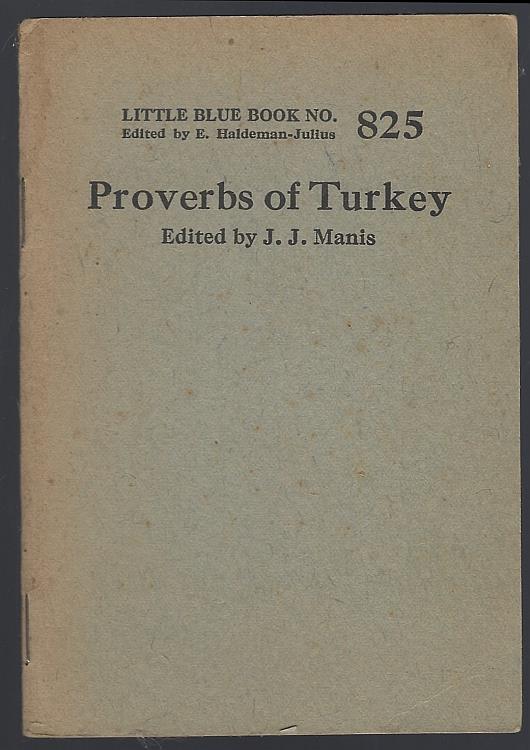 LITTLE BLUE BOOK NO. 825
Edited by E. Haldeman-Julius
Proverbs of Turkey
Edited by J. J. Manis